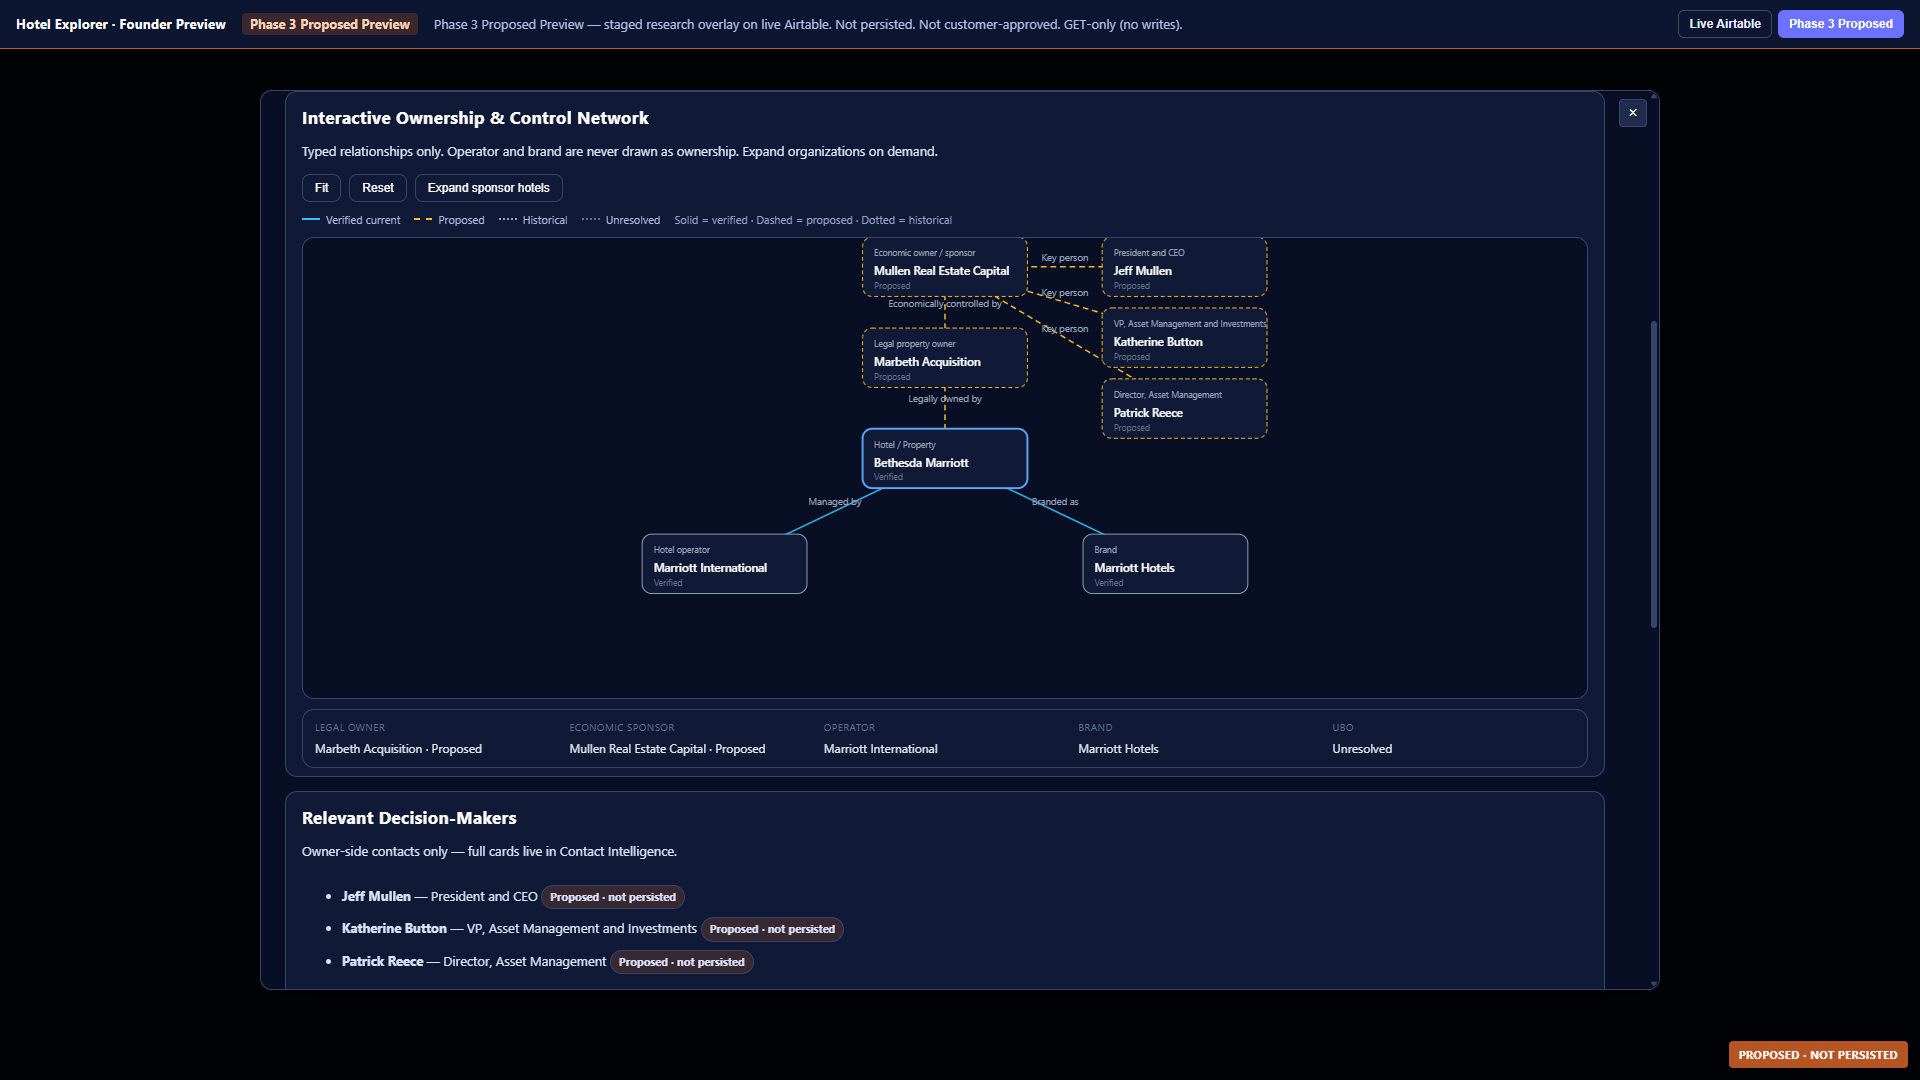 Hotel Explorer · Founder Preview
Phase 3 Proposed Preview
Phase 3 Proposed Preview — staged research overlay on live Airtable. Not persisted. Not customer-approved. GET-only (no writes).
Live Airtable
Phase 3 Proposed
×
Interactive Ownership & Control Network
Typed relationships only. Operator and brand are never drawn as ownership. Expand organizations on demand.
Fit
Reset
Expand sponsor hotels
Verified current
Proposed
Historical
Unresolved
Solid = verified · Dashed = proposed · Dotted = historical
Economic owner / sponsor
Mullen Real Estate Capital
Proposed
Key person
President and CEO
Jeff Mullen
Proposed
Key person
Economically controlled by
Key person
VP, Asset Management and Investments
Katherine Button
Proposed
Legal property owner
Marbeth Acquisition
Proposed
Director, Asset Management
Patrick Reece
Proposed
Legally owned by
Hotel / Property
Bethesda Marriott
Verified
Managed by
Branded as
Hotel operator
Marriott International
Verified
Brand
Marriott Hotels
Verified
LEGAL OWNER
Marbeth Acquisition · Proposed
ECONOMIC SPONSOR
Mullen Real Estate Capital · Proposed
OPERATOR
Marriott International
BRAND
Marriott Hotels
UBO
Unresolved
Relevant Decision-Makers
Owner-side contacts only — full cards live in Contact Intelligence.
• Jeff Mullen — President and CEO Proposed · not persisted
• Katherine Button — VP, Asset Management and Investments Proposed · not persisted
• Patrick Reece — Director, Asset Management Proposed · not persisted
PROPOSED · NOT PERSISTED